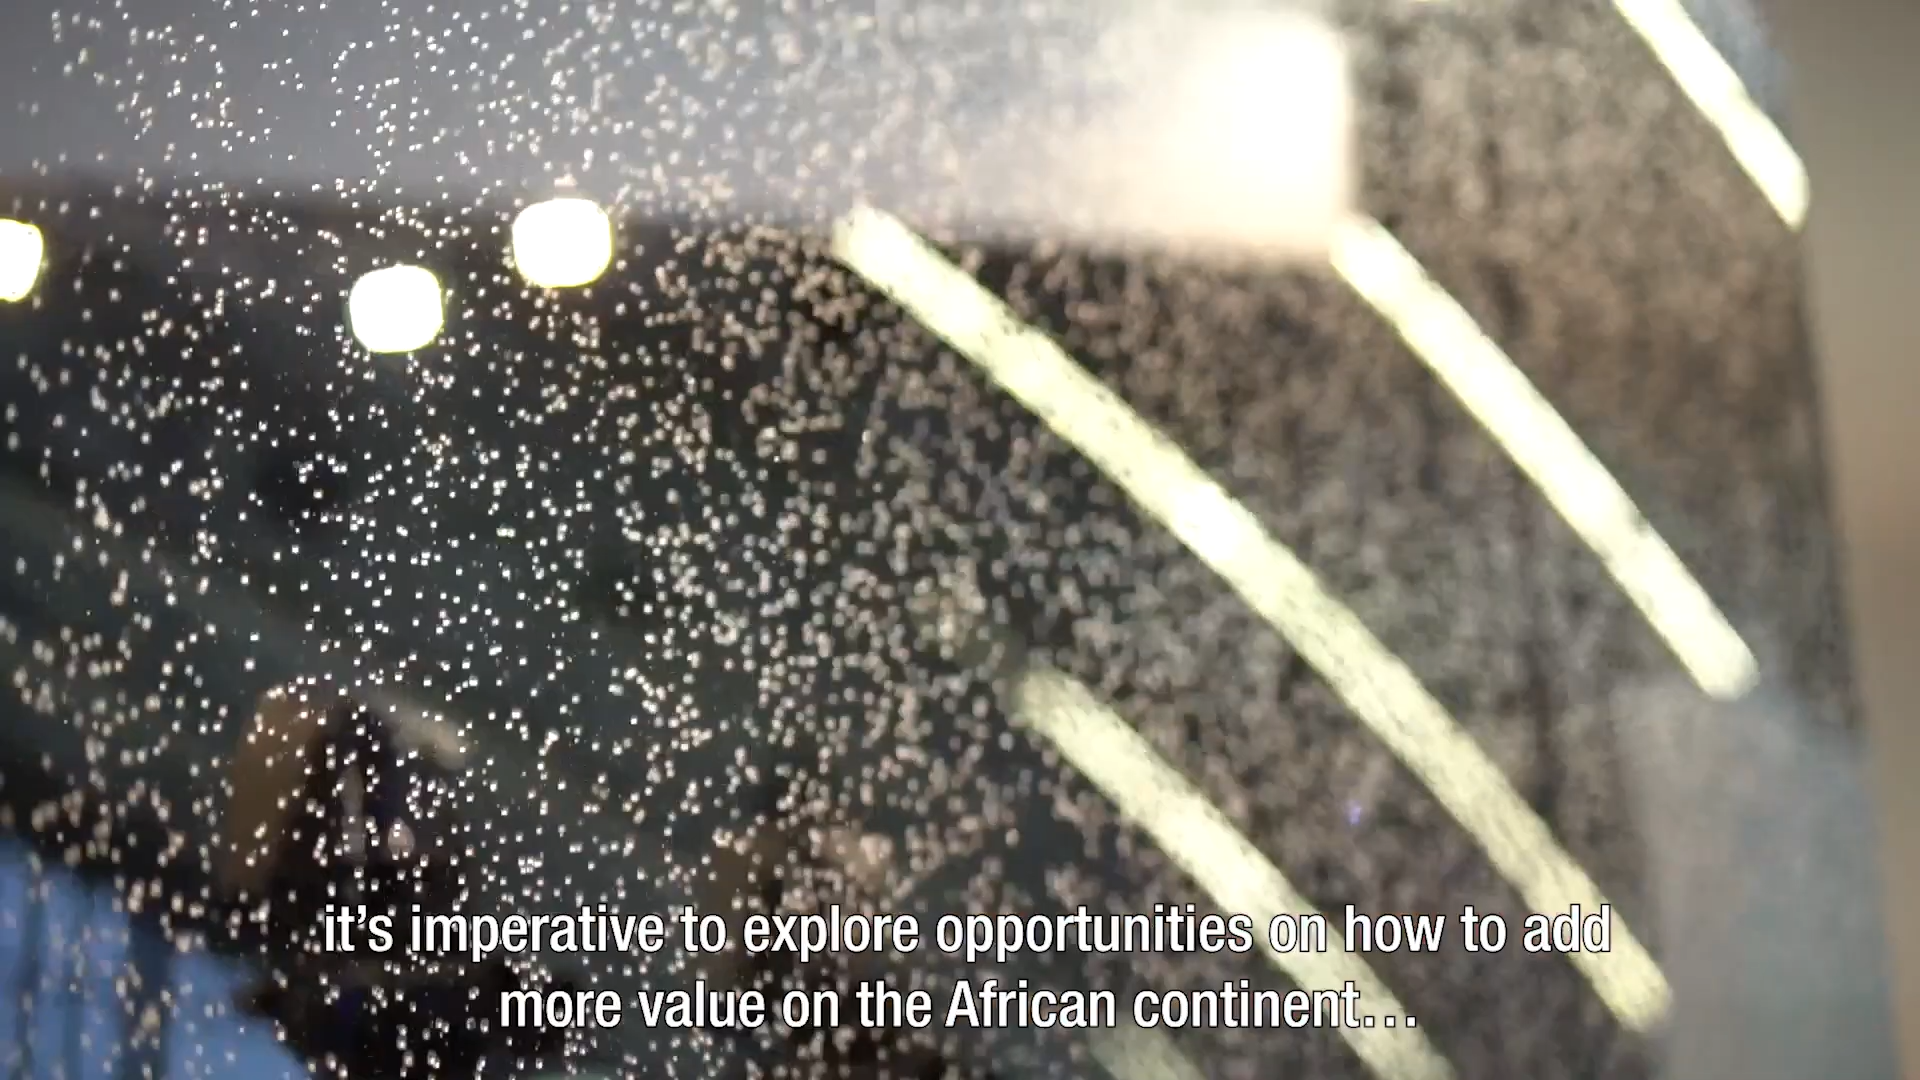 it’s imperative to explore opportunities on how to add
more value on the African continent…